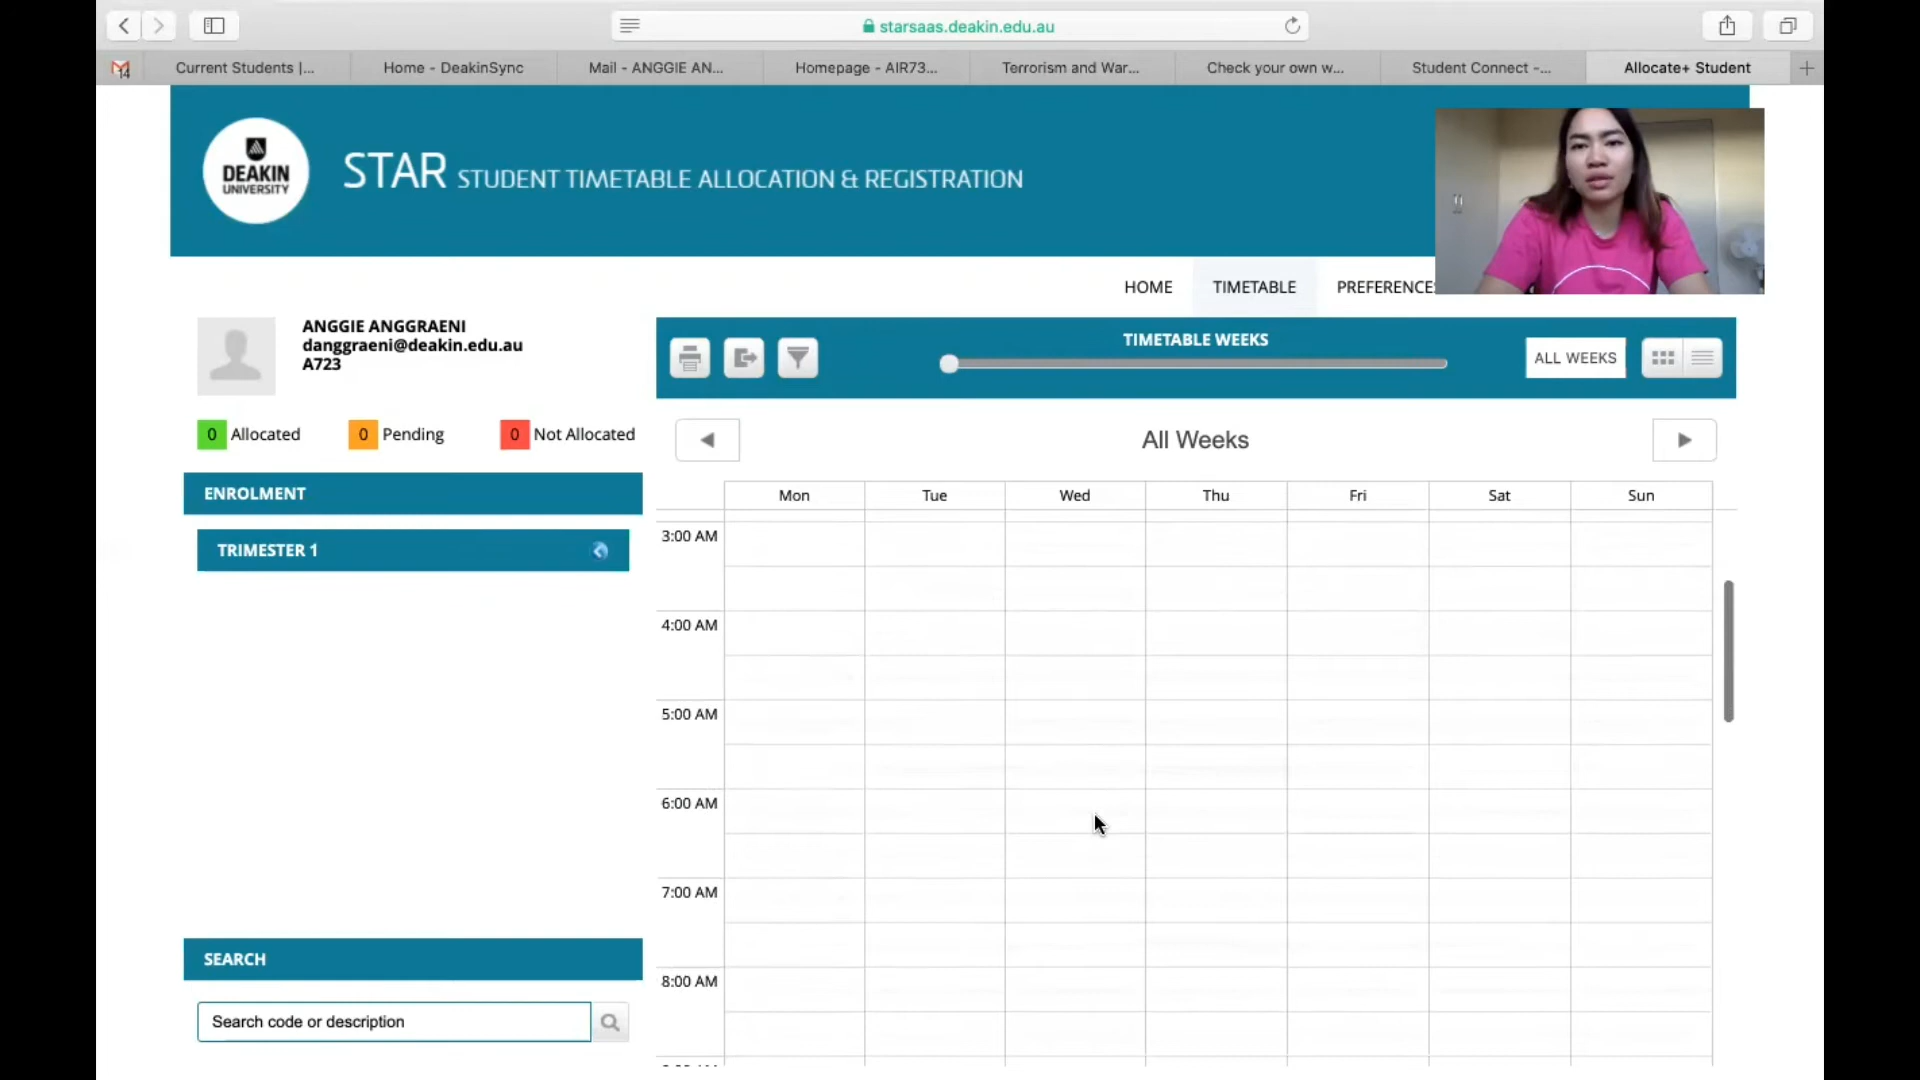 starsaas.deakin.edu.au
14
Current Students |...
Home - DeakinSync
Mail - ANGGIE AN...
Homepage - AIR73...
Terrorism and War...
Check your own w...
Student Connect -...
Allocate+ Student
DEAKIN
UNIVERSITY
STAR STUDENT TIMETABLE ALLOCATION & REGISTRATION
HOME
TIMETABLE
PREFERENCES
ANGGIE ANGGRAENI
danggraeni@deakin.edu.au
A723
0 Allocated
0 Pending
0 Not Allocated
TIMETABLE WEEKS
ALL WEEKS
All Weeks
ENROLMENT
TRIMESTER 1
Mon
Tue
Wed
Thu
Fri
Sat
Sun
3:00 AM
4:00 AM
5:00 AM
6:00 AM
7:00 AM
8:00 AM
SEARCH
Search code or description